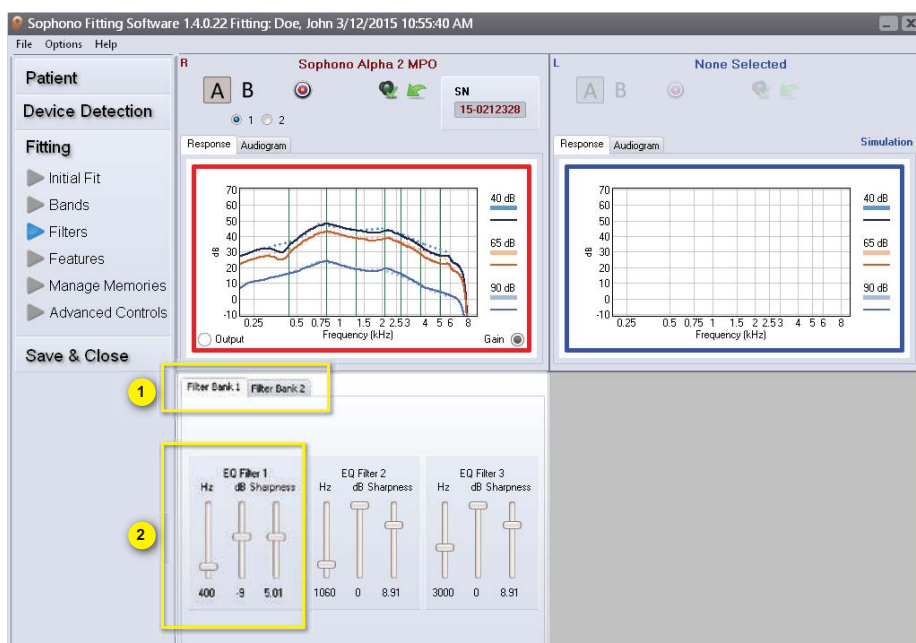 Sophono Fitting Software 1.4.0.22 Fitting: Doe, John 3/12/2015 10:55:40 AM
File Options Help
Patient
Device Detection
Fitting
Initial Fit
Bands
Filters
Features
Manage Memories
Advanced Controls
Save & Close
R Sophono Alpha 2 MPO
A B
1 2
SN
15-0212328
Response Audiogram
70
60
50
40
30
20
10
0
-10
dB
0.25 0.5 0.75 1 1.5 2 2.5 3 4 5 6 8
Frequency (kHz)
40 dB
65 dB
90 dB
Output
Gain
L None Selected
A B
Response Audiogram
Simulation
70
60
50
40
30
20
10
0
-10
dB
0.25 0.5 0.75 1 1.5 2 2.5 3 4 5 6 8
Frequency (kHz)
40 dB
65 dB
90 dB
1
Filter Bank 1 Filter Bank 2
2
EQ Filter 1
Hz dB Sharpness
400 -9 5.01
EQ Filter 2
Hz dB Sharpness
1060 0 8.91
EQ Filter 3
Hz dB Sharpness
3000 0 8.91